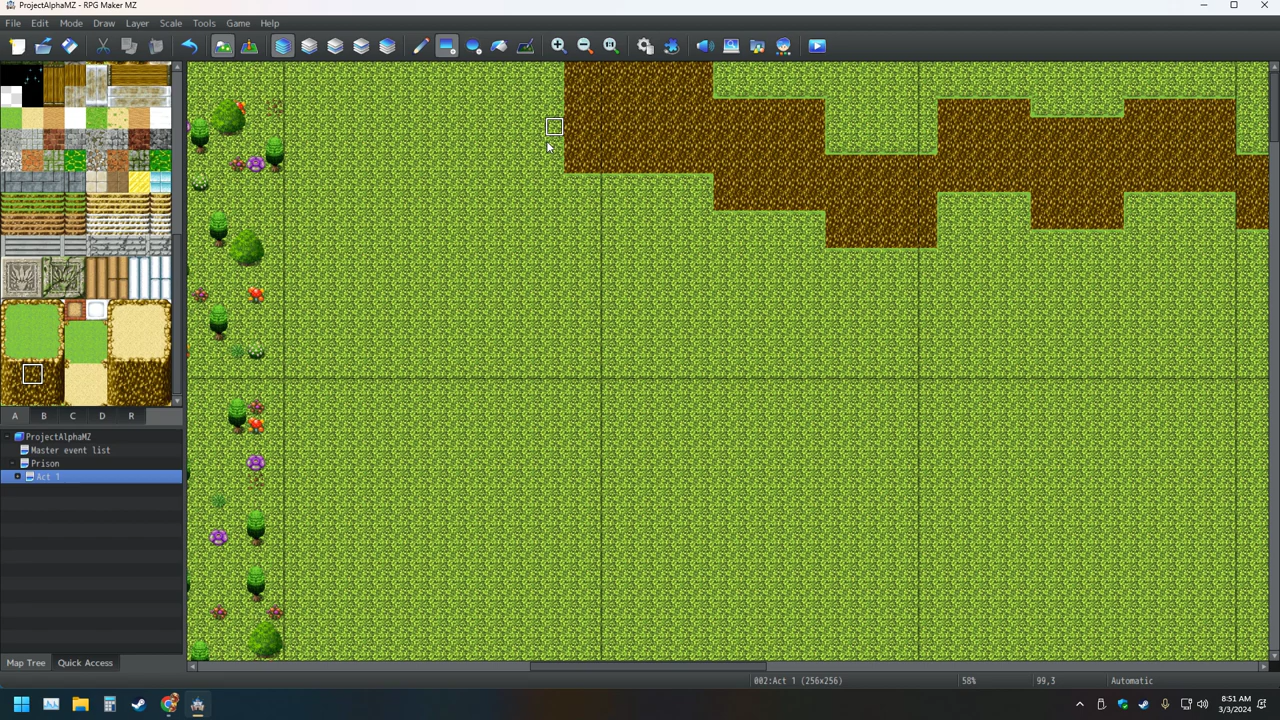 ProjectAlphaMZ - RPG Maker MZ
File Edit Mode Draw Layer Scale Tools Game Help
A B C D R
ProjectAlphaMZ
Master event list
Prison
Act 1
Map Tree Quick Access
002:Act 1 (256x256) 58% 99,3 Automatic
8:51 AM
3/3/2024